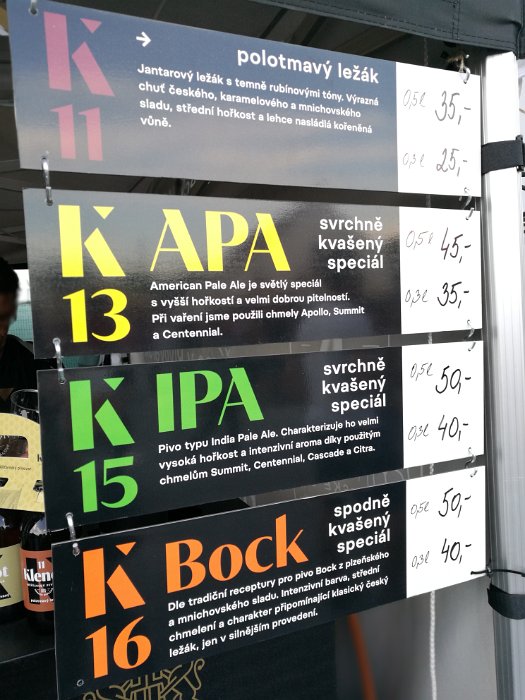 K 11
→ polotmavý ležák
Jantarový ležák s temně rubínovými tóny. Výrazná
chuť českého, karamelového a mnichovského
sladu, střední hořkost a lehce nasládlá kořeněná
vůně.
0,5l 35,-
0,3l 25,-
K APA
13
svrchně
kvašený
speciál
American Pale Ale je světlý speciál
s vyšší hořkostí a velmi dobrou pitelností.
Při vaření jsme použili chmely Apollo, Summit
a Centennial.
0,5l 45,-
0,3l 35,-
K IPA
15
svrchně
kvašený
speciál
Pivo typu India Pale Ale. Charakterizuje ho velmi
vysoká hořkost a intenzivní aroma díky použitým
chmelům Summit, Centennial, Cascade a Citra.
0,5l 50,-
0,3l 40,-
K Bock
16
spodně
kvašený
speciál
Dle tradiční receptury pro pivo Bock z plzeňského
a mnichovského sladu. Intenzivní barva, střední
chmelení a charakter připomínající klasický český
ležák, jen v silnějším provedení.
0,5l 50,-
0,3l 40,-
11